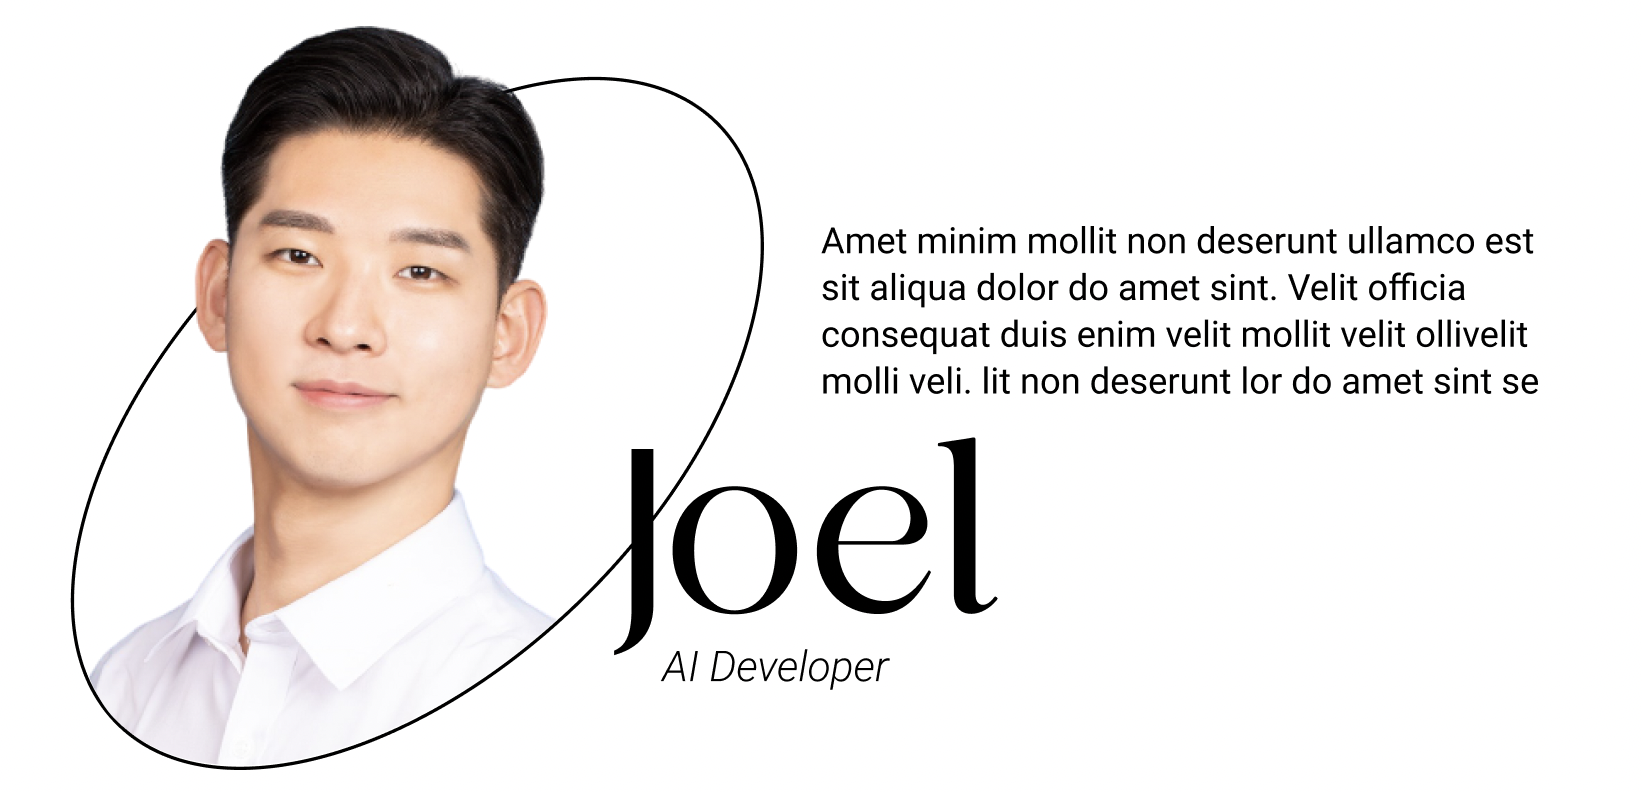 Amet minim mollit non deserunt ullamco est
sit aliqua dolor do amet sint. Velit officia
consequat duis enim velit mollit velit ollivelit
molli veli. lit non deserunt lor do amet sint se
Joel
AI Developer